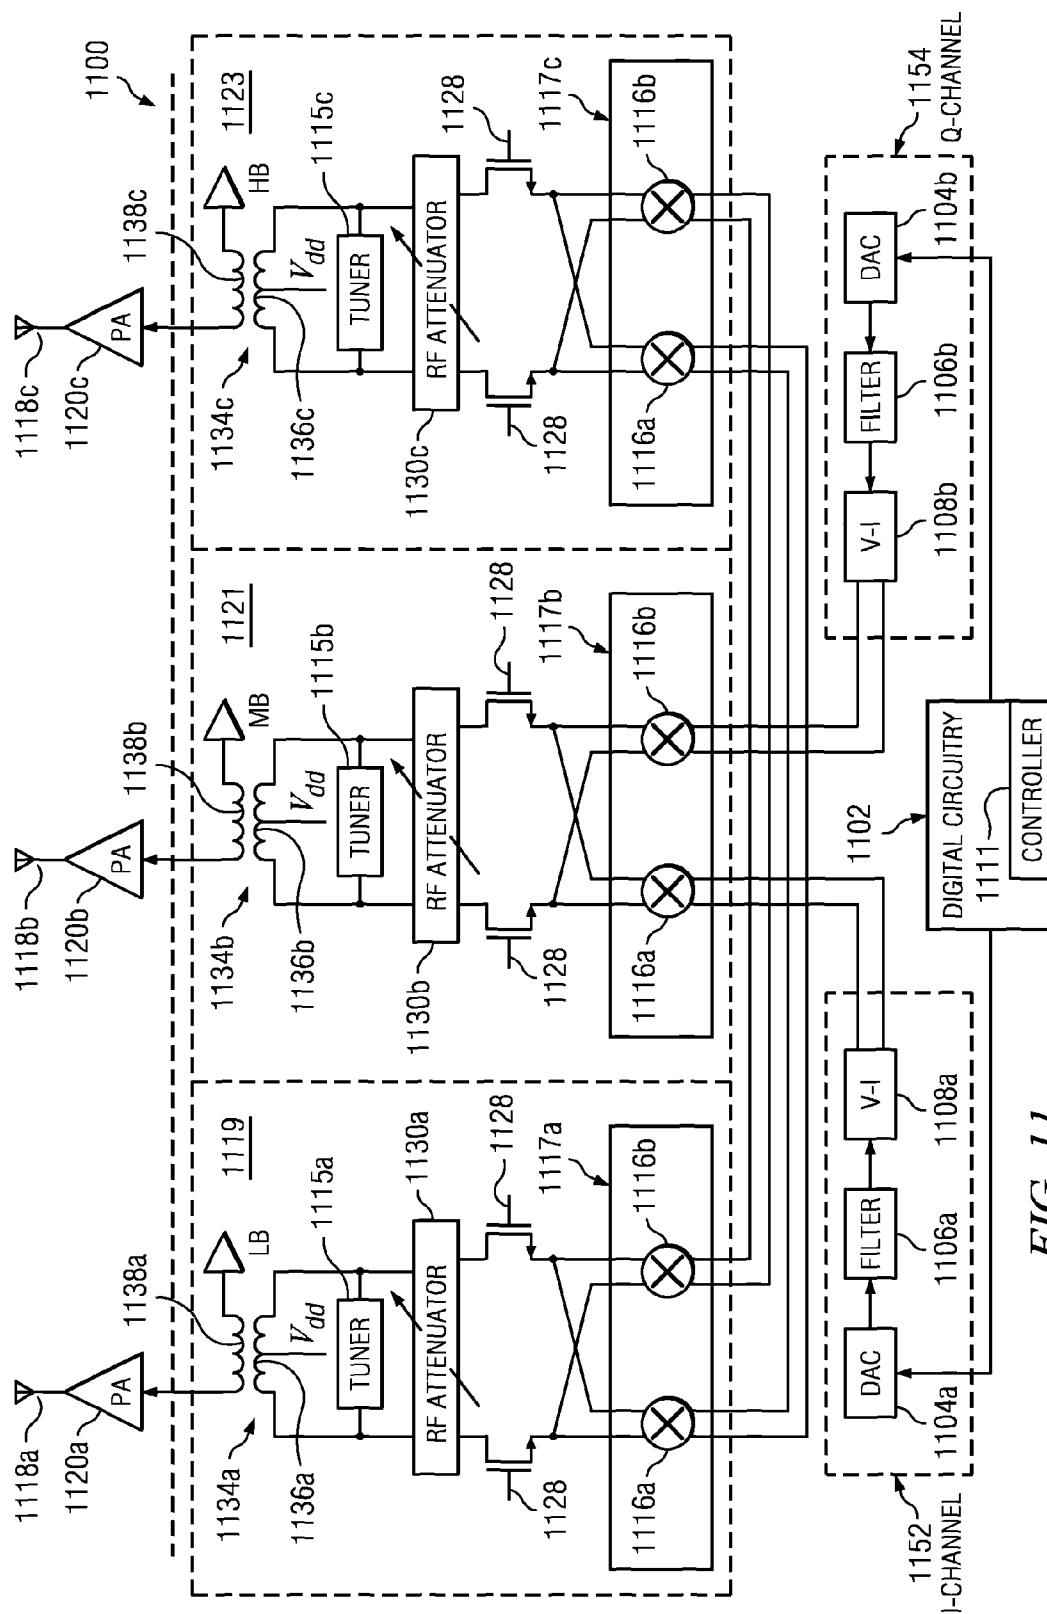 1118a
1118b
1118c
1120a
1120b
1120c
1100
PA
PA
PA
1138a
1138b
1138c
1134a
1119
1134b
1121
1134c
1123
LB
MB
HB
1136a
1136b
1136c
Vdd
Vdd
Vdd
1115a
1115b
1115c
TUNER
TUNER
TUNER
1130a
1130b
1130c
RF ATTENUATOR
RF ATTENUATOR
RF ATTENUATOR
1128
1128
1128
1128
1128
1128
1117a
1117b
1117c
1116a
1116b
1116a
1116b
1116a
1116b
1102
DAC
FILTER
V-I
V-I
FILTER
DAC
1104a
1106a
1108a
1108b
1106b
1104b
1152
I-CHANNEL
1154
Q-CHANNEL
DIGITAL CIRCUITRY
1111
CONTROLLER
FIG. 11